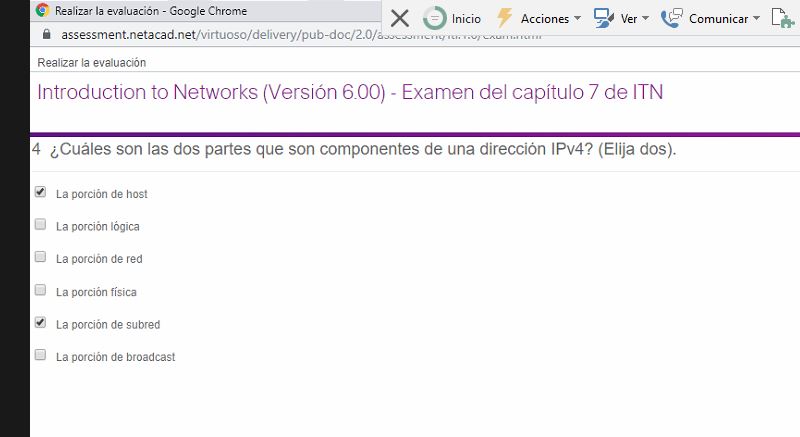 Realizar la evaluación - Google Chrome
Inicio
Acciones
Ver
Comunicar
assessment.netacad.net/virtuoso/delivery/pub-doc/2.0/assessment/itn.v6/exam.html
Realizar la evaluación
Introduction to Networks (Versión 6.00) - Examen del capítulo 7 de ITN
4 ¿Cuáles son las dos partes que son componentes de una dirección IPv4? (Elija dos).
La porción de host
La porción lógica
La porción de red
La porción física
La porción de subred
La porción de broadcast